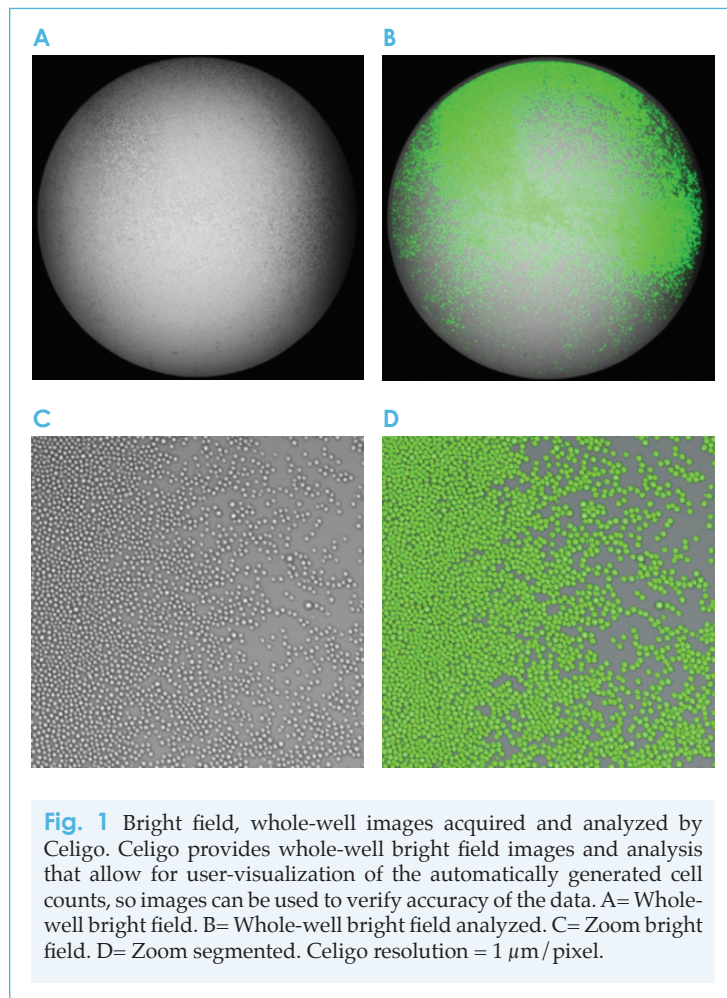 A
B
C
D
Fig. 1 Bright field, whole-well images acquired and analyzed by
Celigo. Celigo provides whole-well bright field images and analysis
that allow for user-visualization of the automatically generated cell
counts, so images can be used to verify accuracy of the data. A= Whole-
well bright field. B= Whole-well bright field analyzed. C= Zoom bright
field. D= Zoom segmented. Celigo resolution = 1 µm/pixel.